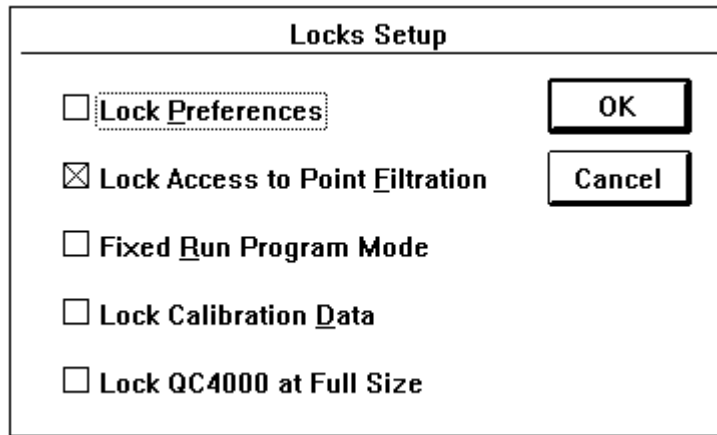 Locks Setup
Lock Preferences
OK
Lock Access to Point Filtration
Cancel
Fixed Run Program Mode
Lock Calibration Data
Lock QC4000 at Full Size